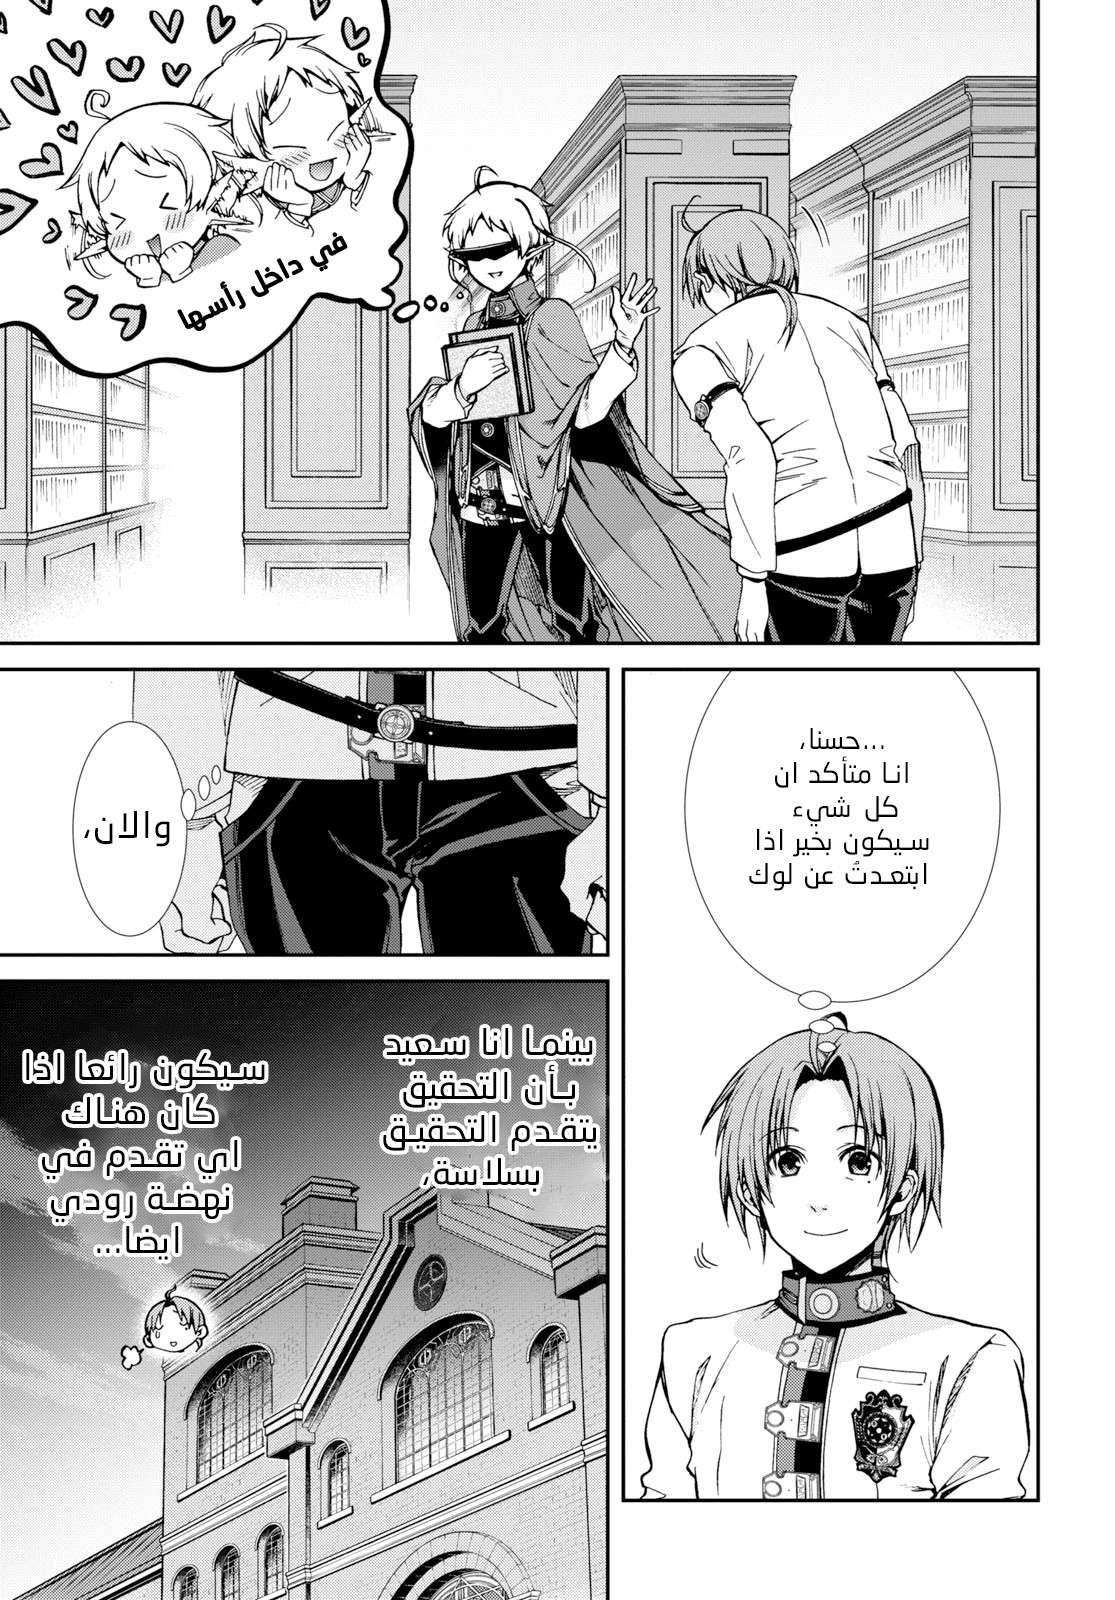 في داخل رأسها
...حسنا،
انا متأكد ان
كل شيء
سيكون بخير اذا
ابتعدتُ عن لوك
والان،
بينما انا سعيد
بأن التحقيق
يتقدم التحقيق
بسلاسة،
سيكون رائعا اذا
كان هناك
اي تقدم في
نهضة رودي
ايضا...